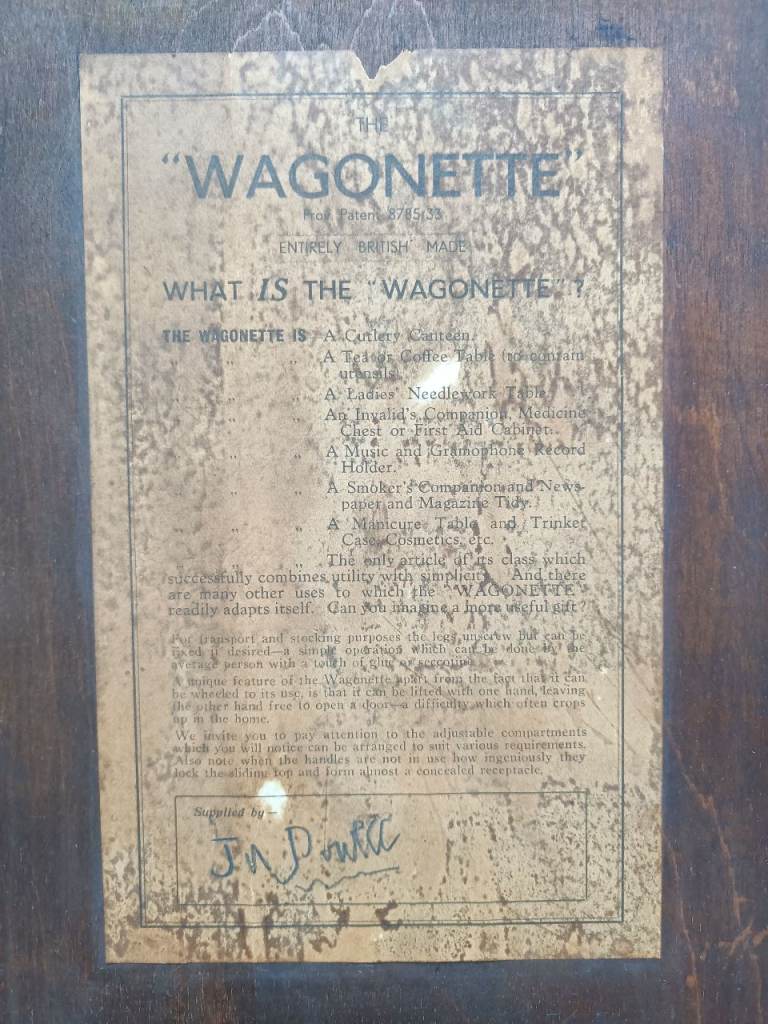 THE
"WAGONETTE"
Prov. Patent 8785/33
ENTIRELY BRITISH MADE
WHAT IS THE "WAGONETTE"?
THE WAGONETTE IS A Cutlery Canteen.
„ „ A Tea or Coffee Table (to contain
utensils).
„ „ A Ladies' Needlework Table.
„ „ An Invalid's Companion, Medicine
Chest or First Aid Cabinet.
„ „ A Music and Gramophone Record
Holder.
„ „ A Smoker's Companion and News-
paper and Magazine Tidy.
„ „ A Manicure Table and Trinket
Case, Cosmetics, etc.
„ „ The only article of its class which
successfully combines utility with simplicity. And there
are many other uses to which the "WAGONETTE"
readily adapts itself. Can you imagine a more useful gift?
For transport and stocking purposes the legs unscrew but can be
fixed if desired—a simple operation which can be done by the
average person with a touch of glue or seccotine.
A unique feature of the Wagonette apart from the fact that it can
be wheeled to its use, is that it can be lifted with one hand, leaving
the other hand free to open a door—a difficulty which often crops
up in the home.
We invite you to pay attention to the adjustable compartments
which you will notice can be arranged to suit various requirements.
Also note when the handles are not in use how ingeniously they
lock the sliding top and form almost a concealed receptacle.
Supplied by—